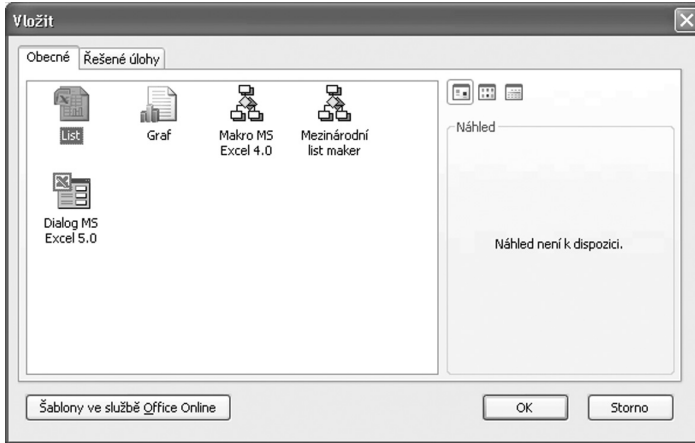 Vložit
Obecné
Řešené úlohy
List
Graf
Makro MS
Excel 4.0
Mezinárodní
list maker
Dialog MS
Excel 5.0
Náhled
Náhled není k dispozici.
Šablony ve službě Office Online
OK
Storno